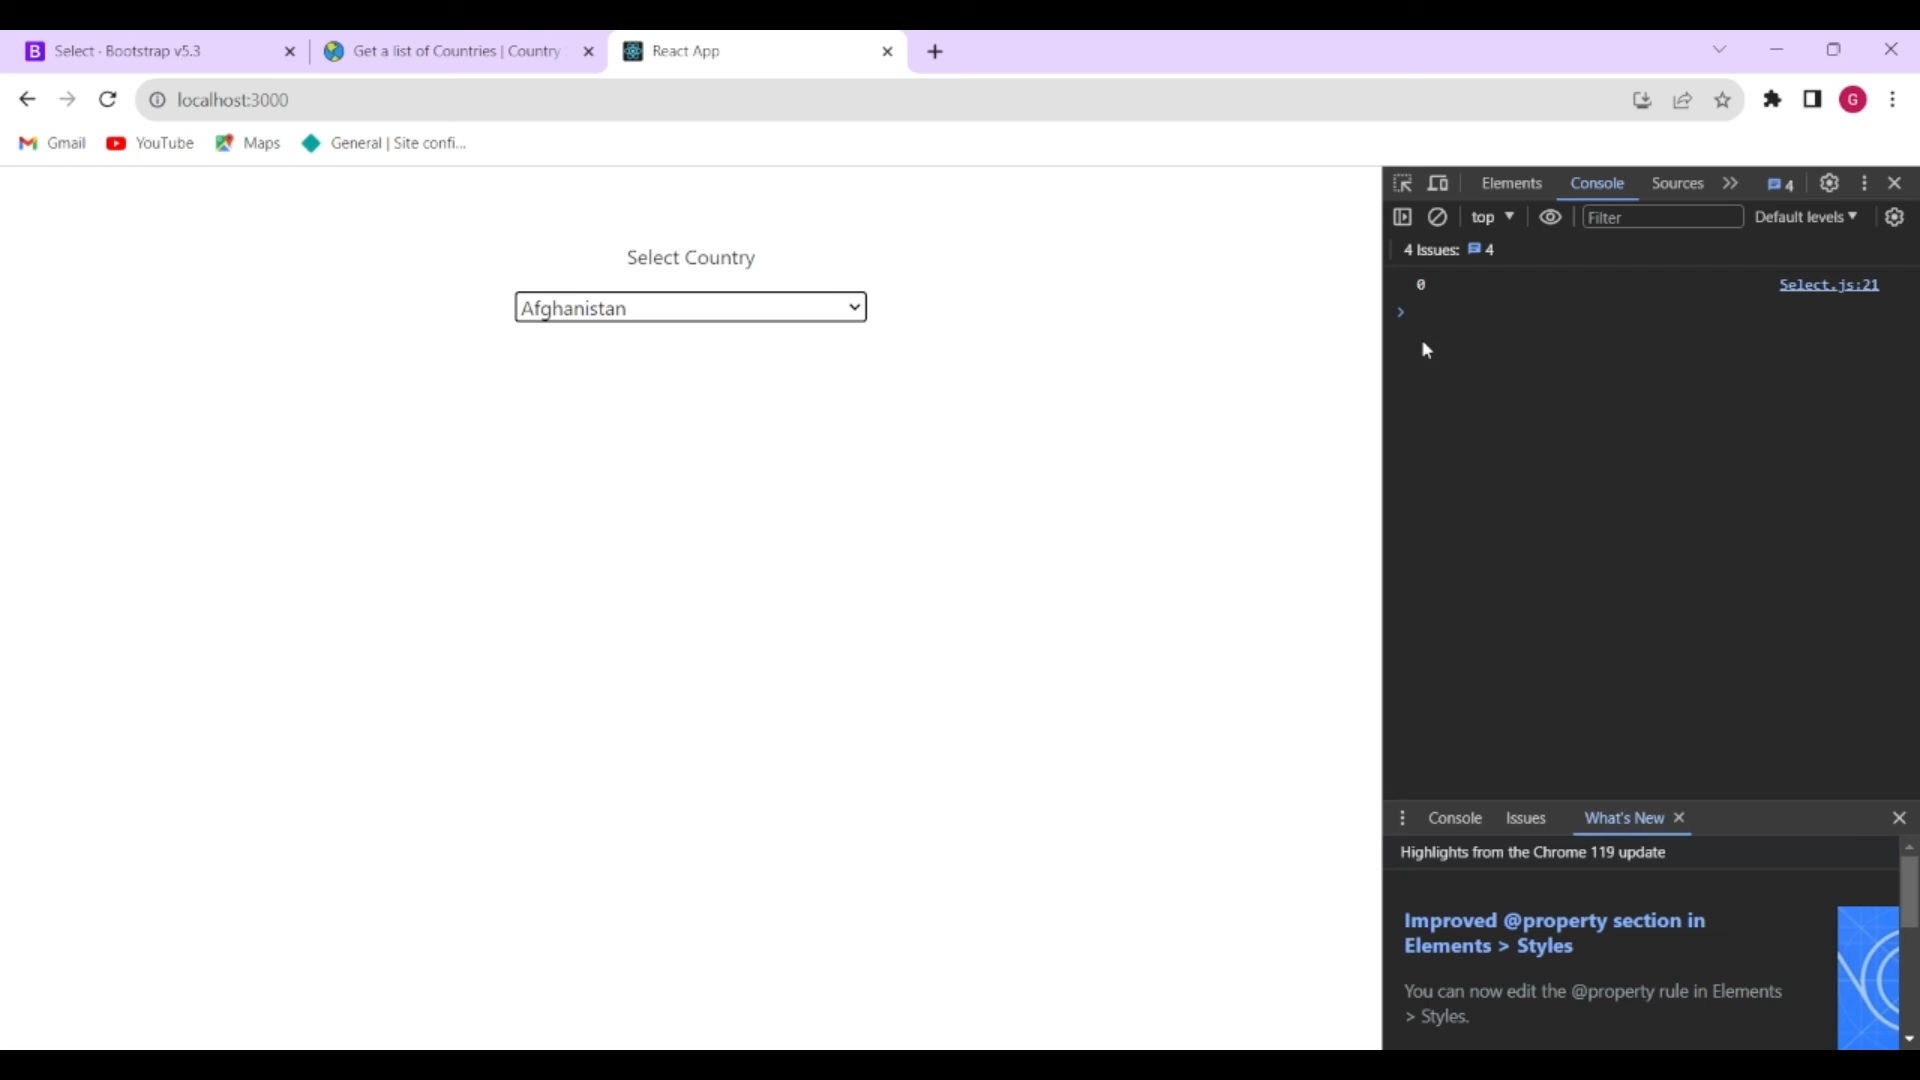 Select · Bootstrap v5.3
Get a list of Countries | Country
React App
localhost:3000
G
Gmail
YouTube
Maps
General | Site confi...
Elements
Console
Sources
4
top
Filter
Default levels
4 Issues:
4
0
Select.js:21
Select Country
Afghanistan
Console
Issues
What's New
Highlights from the Chrome 119 update
Improved @property section in
Elements > Styles
You can now edit the @property rule in Elements
> Styles.